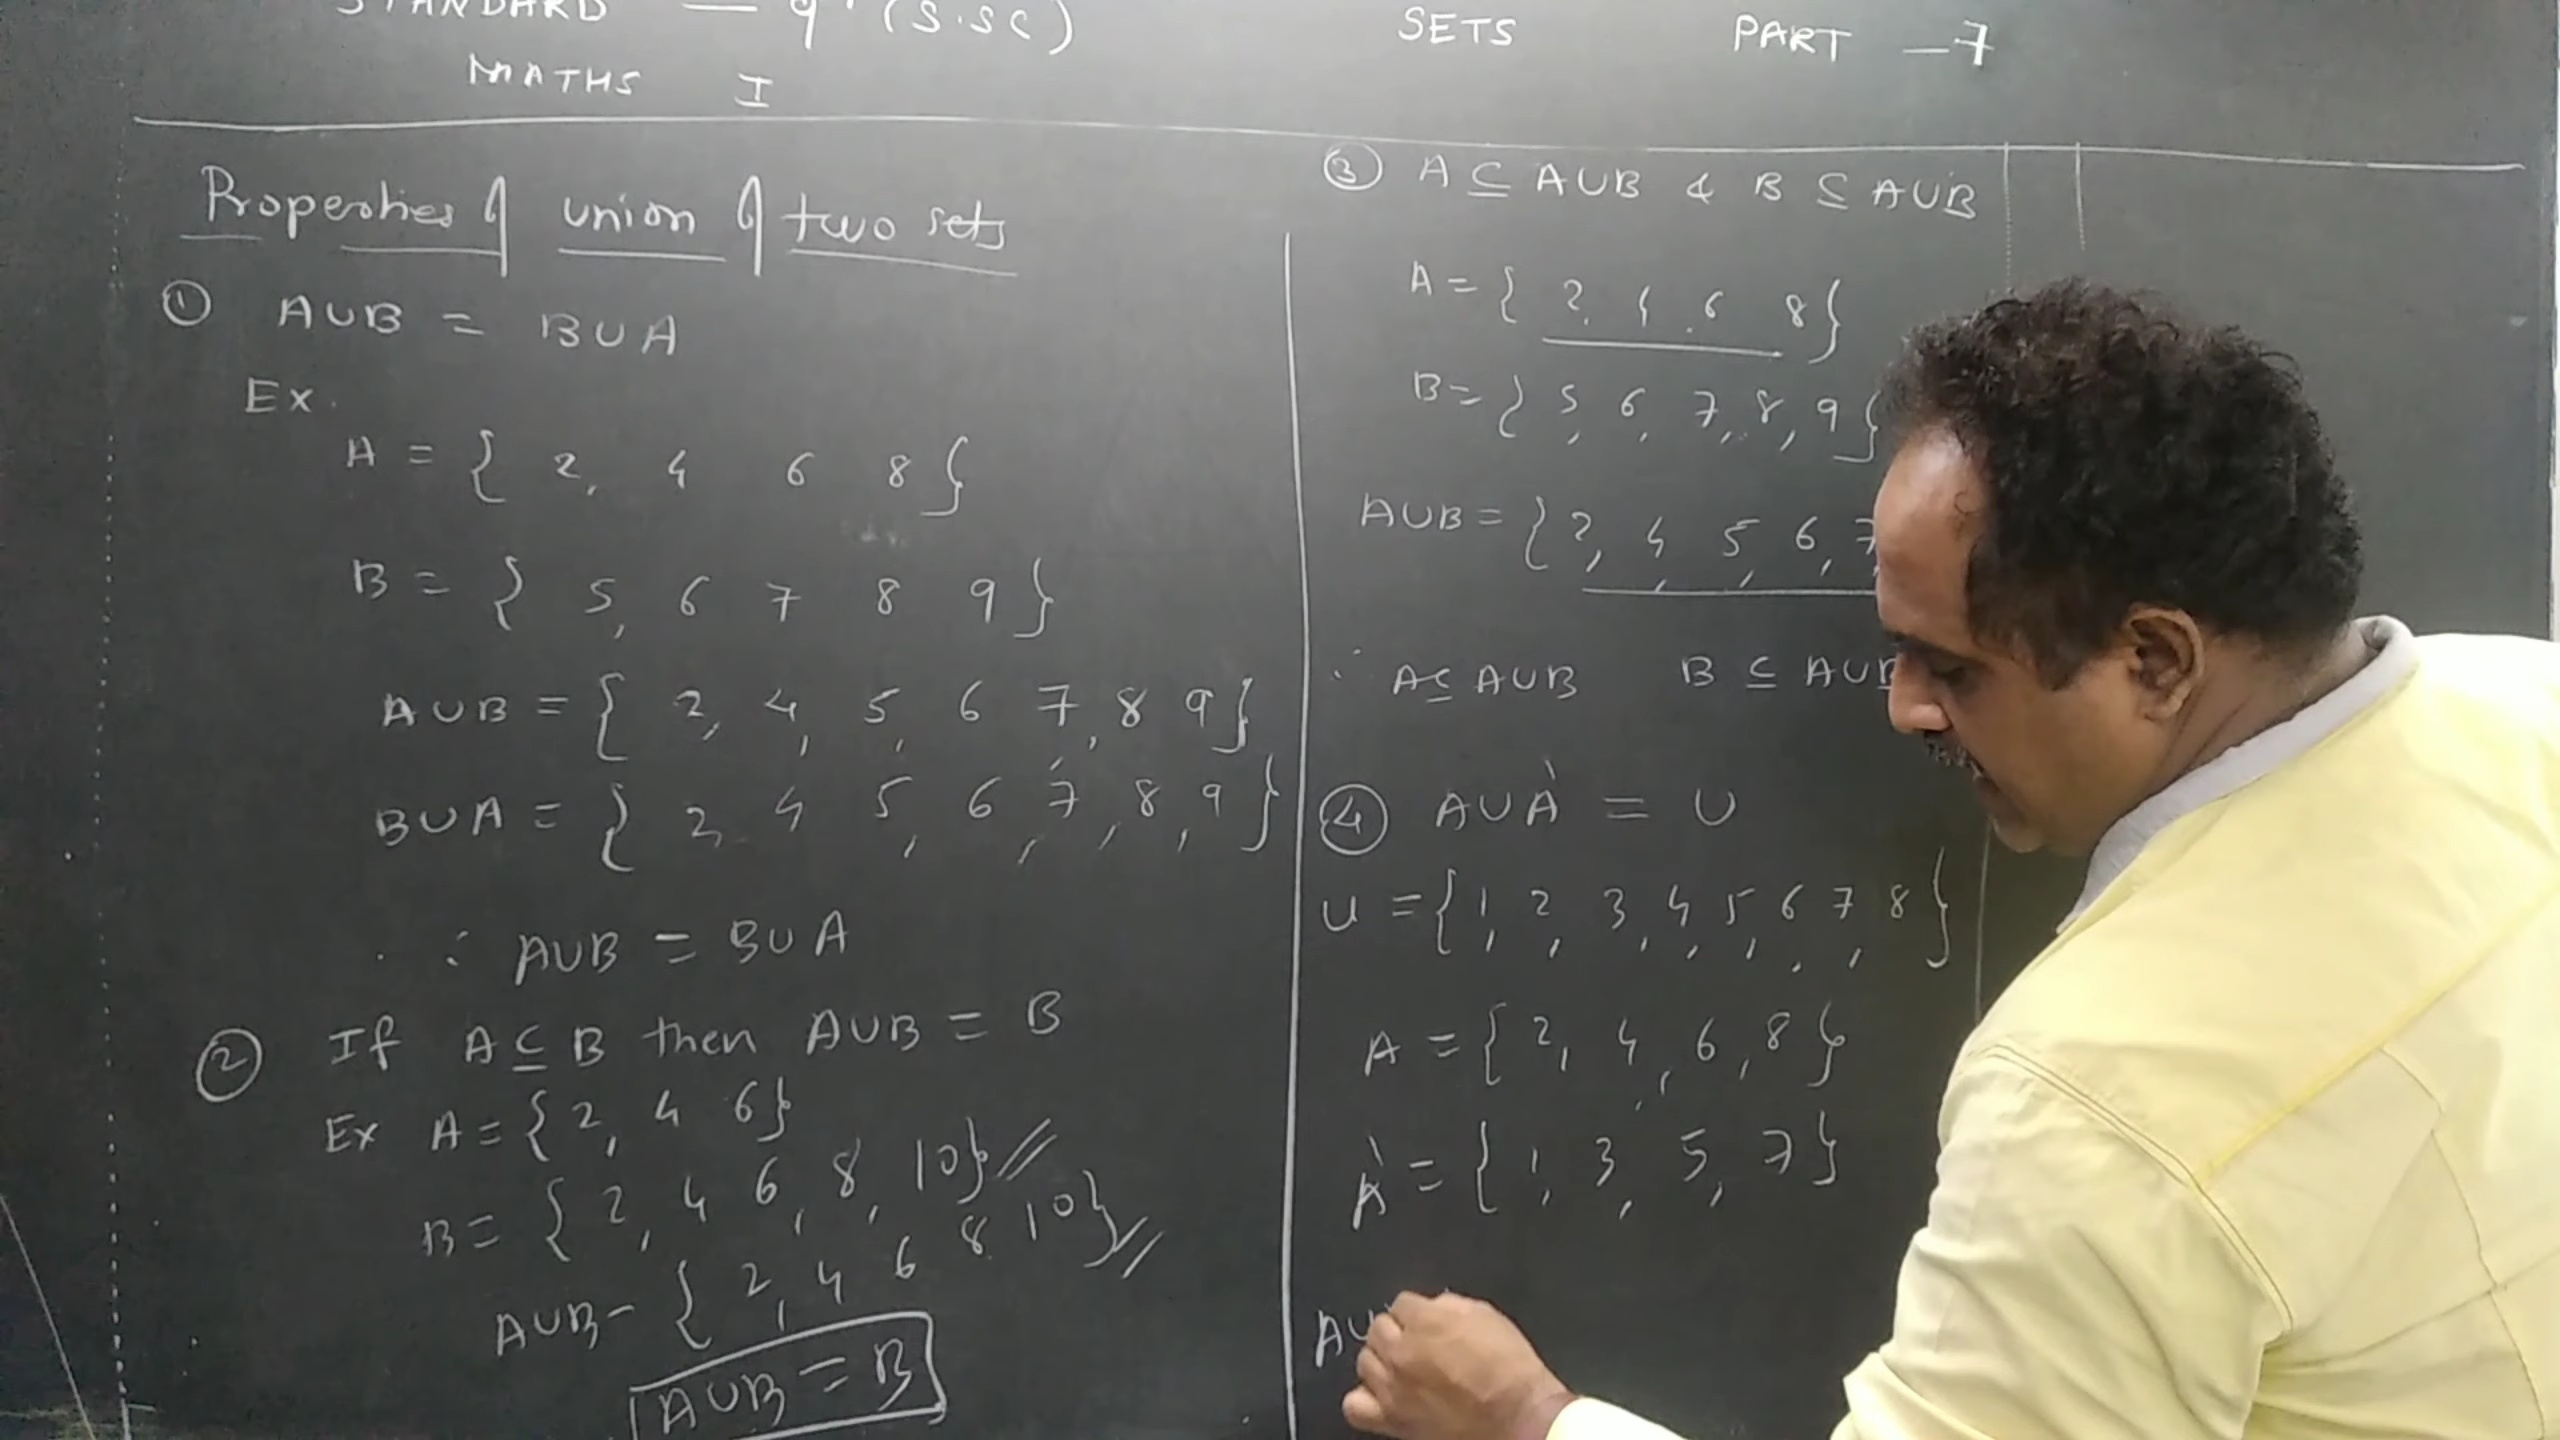 STANDARD — 9 (S.SC)
MATHS I
SETS PART -7
Properties of union of two sets
① A∪B = B∪A
Ex.
A = { 2, 4 6 8 }
B = { 5, 6 7 8 9 }
A∪B = { 2, 4, 5, 6 7, 8 9 }
B∪A = { 2, 4 5, 6, 7, 8, 9 }
∴ A∪B = B∪A
② If A ⊆ B then A∪B = B
Ex A = { 2, 4 6 }
B = { 2, 4 6, 8, 10 } //
A∪B - { 2, 4 6 8 10 } //
A∪B = B
③ A ⊆ A∪B & B ⊆ A∪B
A = { 2, 4, 6 8 }
B = { 5, 6, 7, 8, 9 }
A∪B = { 2, 4, 5, 6, 7
∴ A ⊆ A∪B B ⊆ A∪B
④ A∪A' = U
U = { 1, 2, 3, 4, 5, 6, 7, 8 }
A = { 2, 4, 6, 8 }
A' = { 1, 3, 5, 7 }
A∪